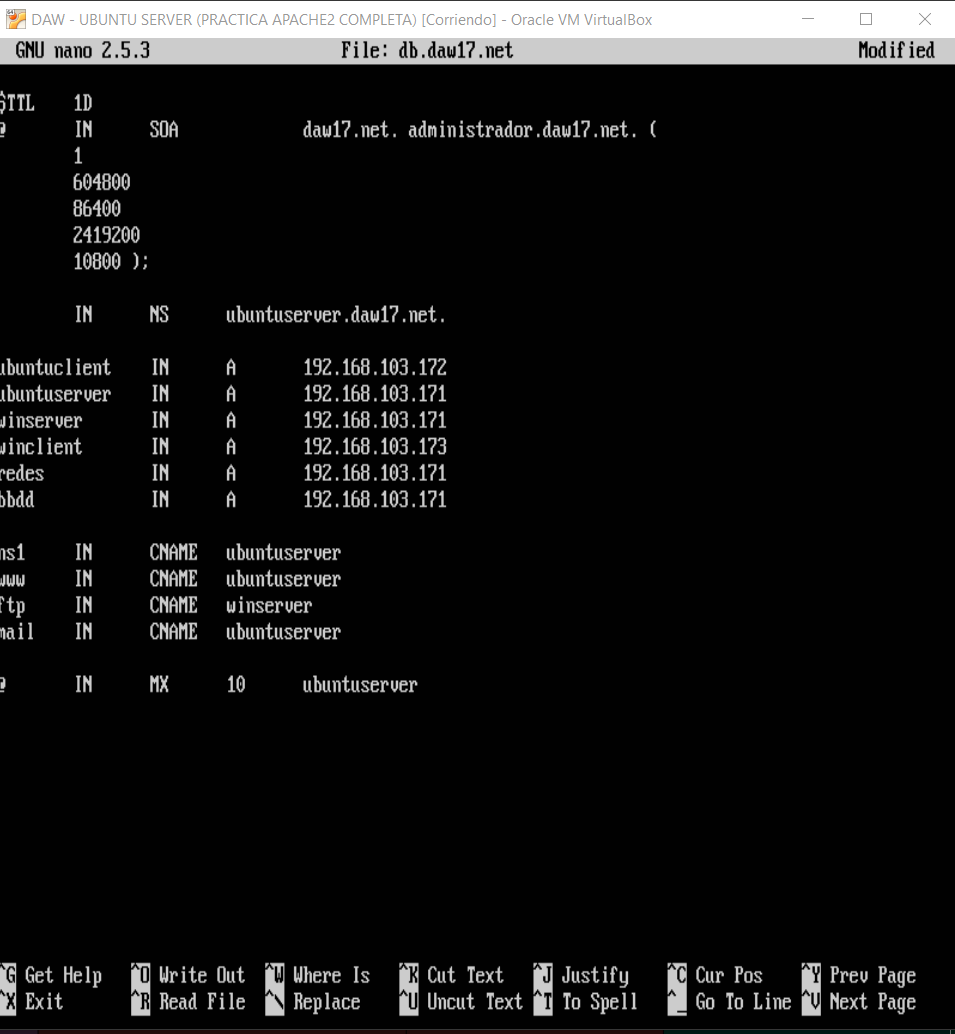 DAW - UBUNTU SERVER (PRACTICA APACHE2 COMPLETA) [Corriendo] - Oracle VM VirtualBox
GNU nano 2.5.3 File: db.daw17.net Modified
$TTL 1D
@ IN SOA daw17.net. administrador.daw17.net. (
1
604800
86400
2419200
10800 );
IN NS ubuntuserver.daw17.net.
ubuntuclient IN A 192.168.103.172
ubuntuserver IN A 192.168.103.171
winserver IN A 192.168.103.171
winclient IN A 192.168.103.173
redes IN A 192.168.103.171
bbdd IN A 192.168.103.171
ns1 IN CNAME ubuntuserver
www IN CNAME ubuntuserver
ftp IN CNAME winserver
mail IN CNAME ubuntuserver
@ IN MX 10 ubuntuserver
^G Get Help ^O Write Out ^W Where Is ^K Cut Text ^J Justify ^C Cur Pos ^Y Prev Page
^X Exit ^R Read File ^\ Replace ^U Uncut Text ^T To Spell ^_ Go To Line ^V Next Page